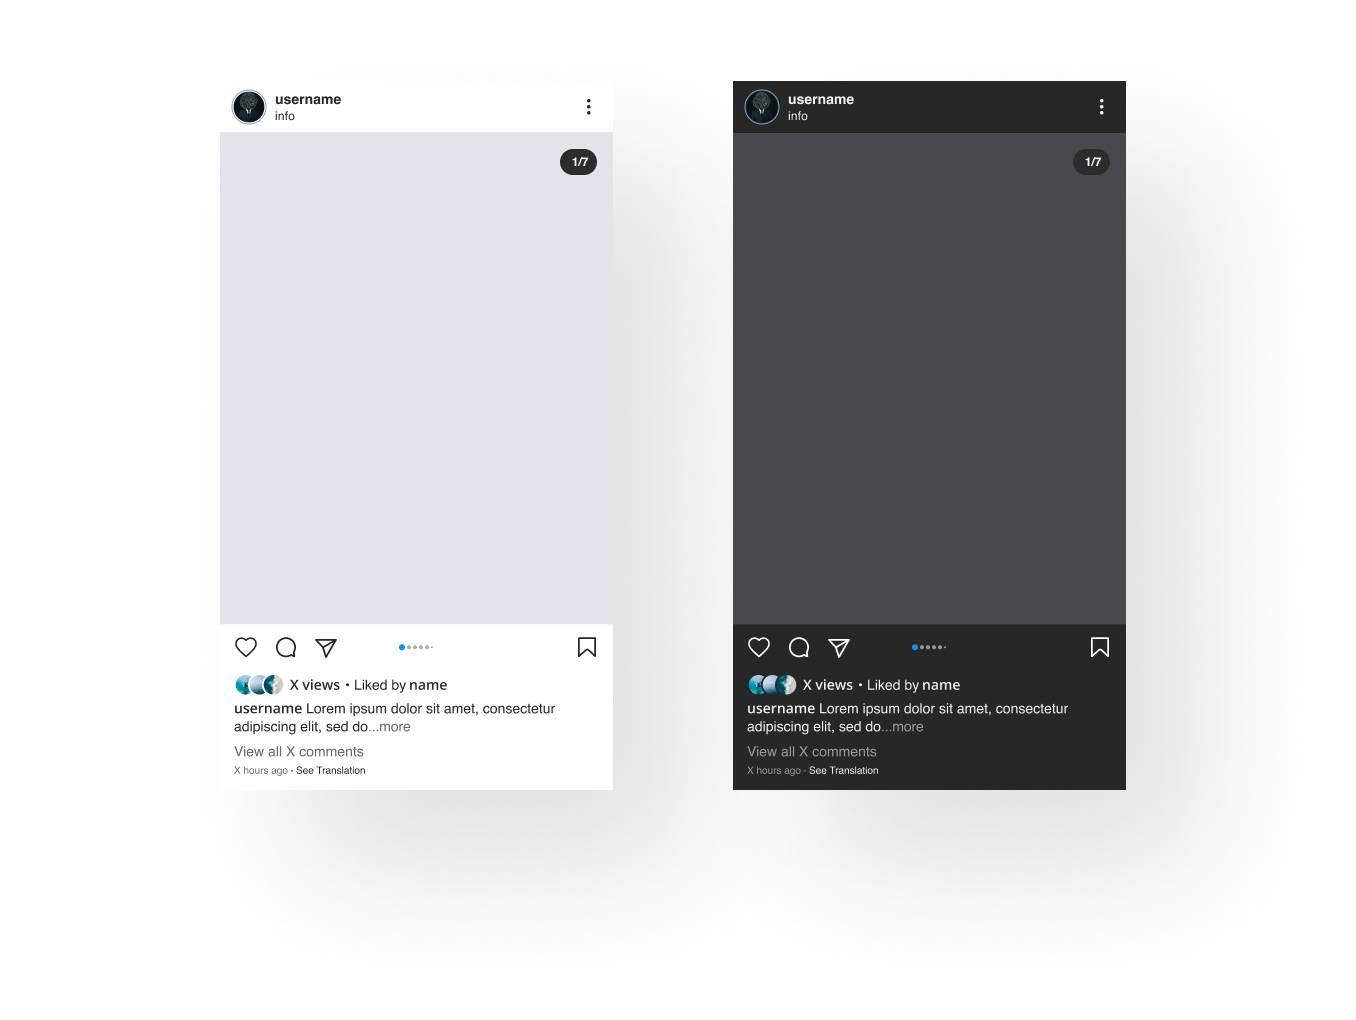 username
info
1/7
X views • Liked by name
username Lorem ipsum dolor sit amet, consectetur
adipiscing elit, sed do...more
View all X comments
X hours ago · See Translation
username
info
1/7
X views • Liked by name
username Lorem ipsum dolor sit amet, consectetur
adipiscing elit, sed do...more
View all X comments
X hours ago · See Translation